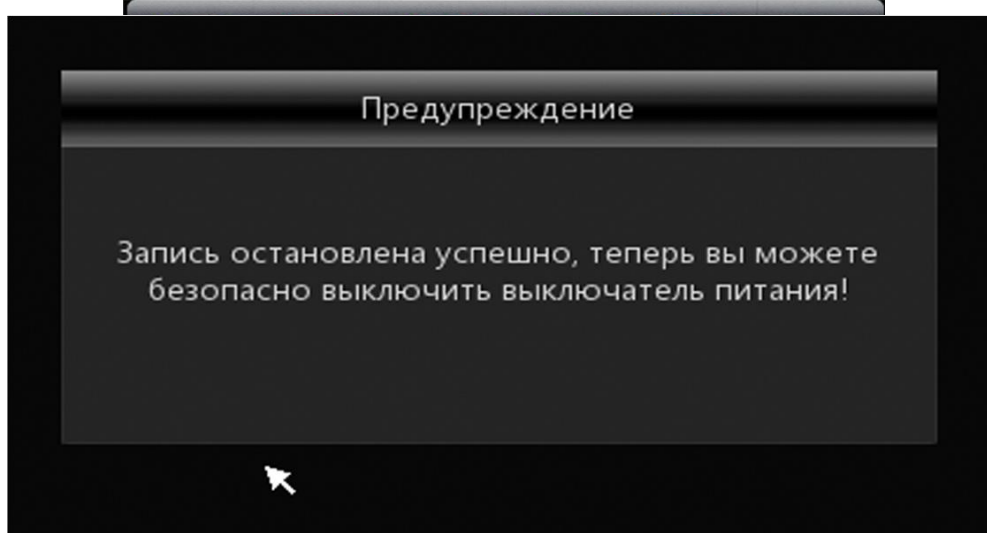 Предупреждение
Запись остановлена успешно, теперь вы можете
безопасно выключить выключатель питания!